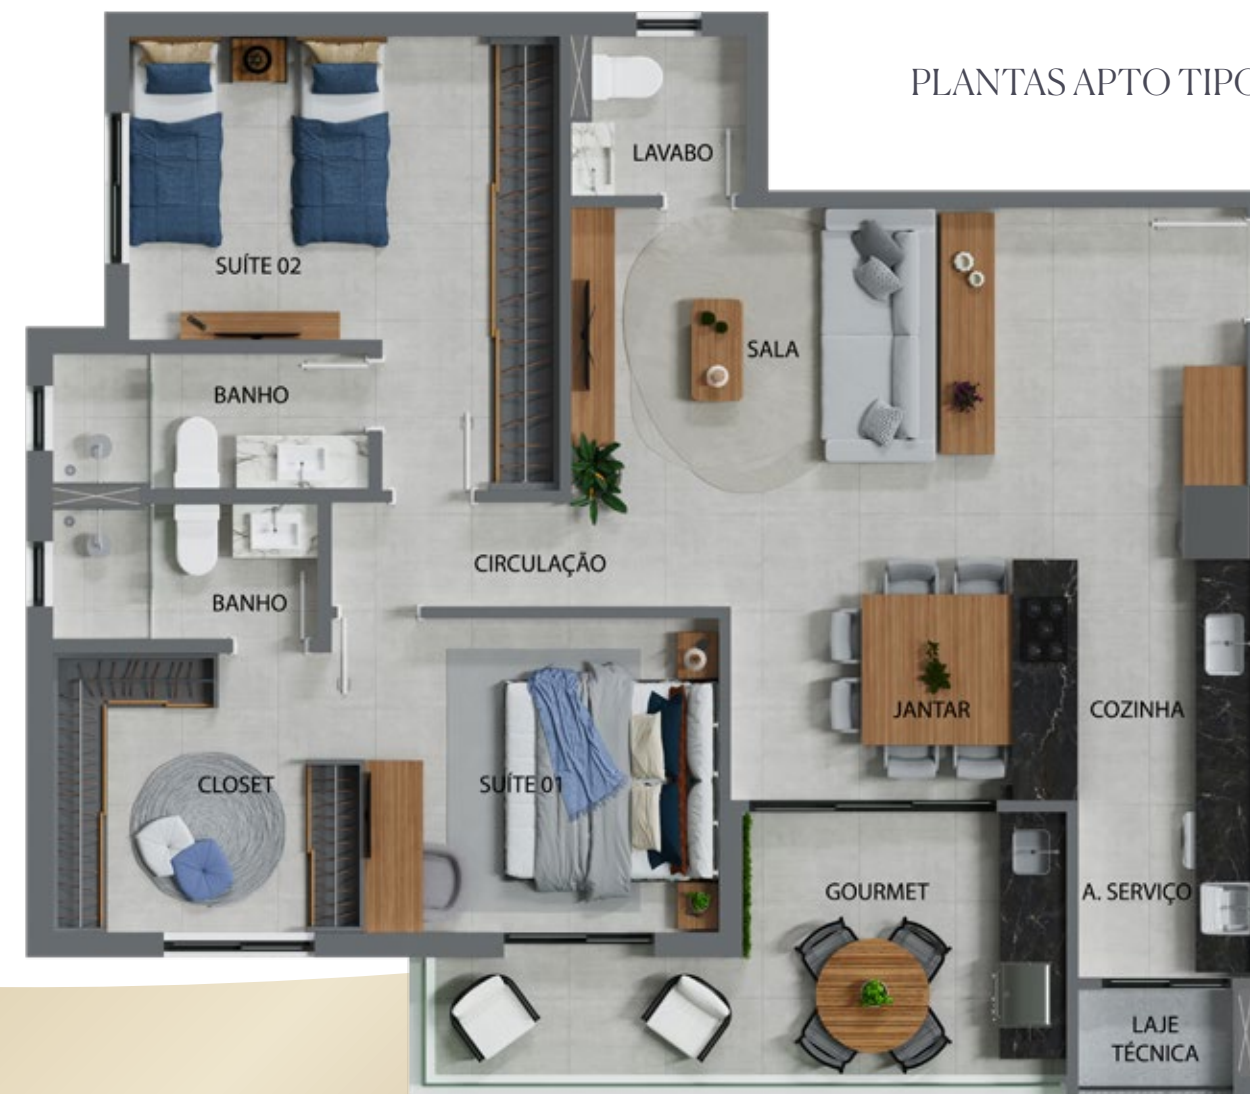 PLANTAS APTO TIPO
LAVABO
SUÍTE 02
SALA
BANHO
CIRCULAÇÃO
BANHO
JANTAR
COZINHA
CLOSET
SUÍTE 01
GOURMET
A. SERVIÇO
LAJE
TÉCNICA